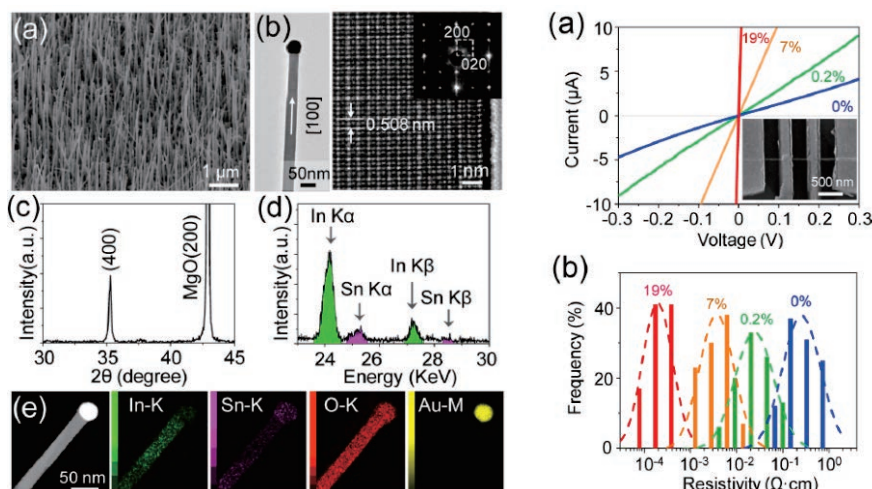 (a)
1 μm
(b)
[100]
50nm
200
020
0.508 nm
1 nm
(c)
Intensity(a.u.)
(400)
MgO(200)
30
35
40
45
2θ (degree)
(d)
Intensity(a.u.)
In Kα
Sn Kα
In Kβ
Sn Kβ
24
26
28
30
Energy (KeV)
(e)
50 nm
In-K
Sn-K
O-K
Au-M
(a)
Current (μA)
10
5
0
-5
-10
19%
7%
0.2%
0%
500 nm
-0.3
-0.2
-0.1
0
0.1
0.2
0.3
Voltage (V)
(b)
Frequency (%)
40
20
0
19%
7%
0.2%
0%
10⁻⁴
10⁻³
10⁻²
10⁻¹
10⁰
Resistivity (Ω·cm)